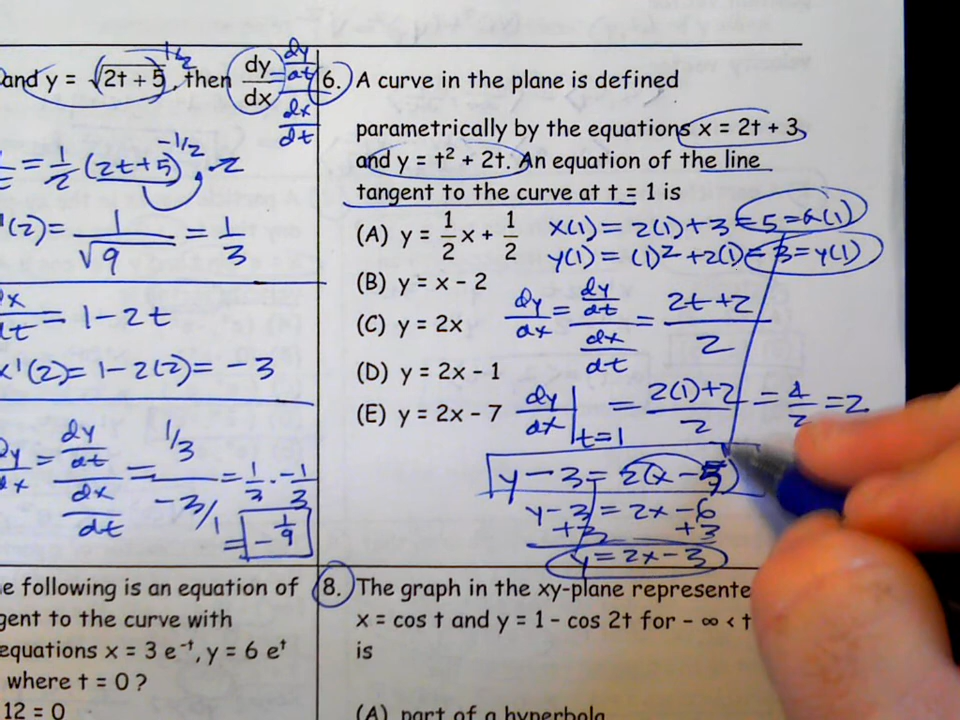 and y = √(2t + 5) 1/2, then dy/dx = dy/dt / dx/dt
= 1/2 (2t+5)^-1/2 · 2
'(2) = 1/√9 = 1/3
dx/dt = 1 - 2t
x'(2) = 1 - 2(2) = -3
dy/dx = dy/dt / dx/dt = 1/3 / -3/1 = 1/3 · -1/3
= -1/9
6. A curve in the plane is defined
parametrically by the equations x = 2t + 3
and y = t² + 2t. An equation of the line
tangent to the curve at t = 1 is
(A) y = 1/2 x + 1/2
(B) y = x - 2
(C) y = 2x
(D) y = 2x - 1
(E) y = 2x - 7
x(1) = 2(1) + 3 = 5 = x(1)
y(1) = (1)² + 2(1) = 3 = y(1)
dy/dx = dy/dt / dx/dt = 2t+2 / 2
dy/dx | t=1 = 2(1)+2 / 2 = 4/2 = 2
y - 3 = 2(x - 5)
y - 3 = 2x - 6
+3 +3
y = 2x - 3
e following is an equation of
gent to the curve with
equations x = 3 e^-t, y = 6 e^t
where t = 0 ?
12 = 0
8. The graph in the xy-plane represente
x = cos t and y = 1 - cos 2t for - ∞ < t
is
(A) part of a hyperbola